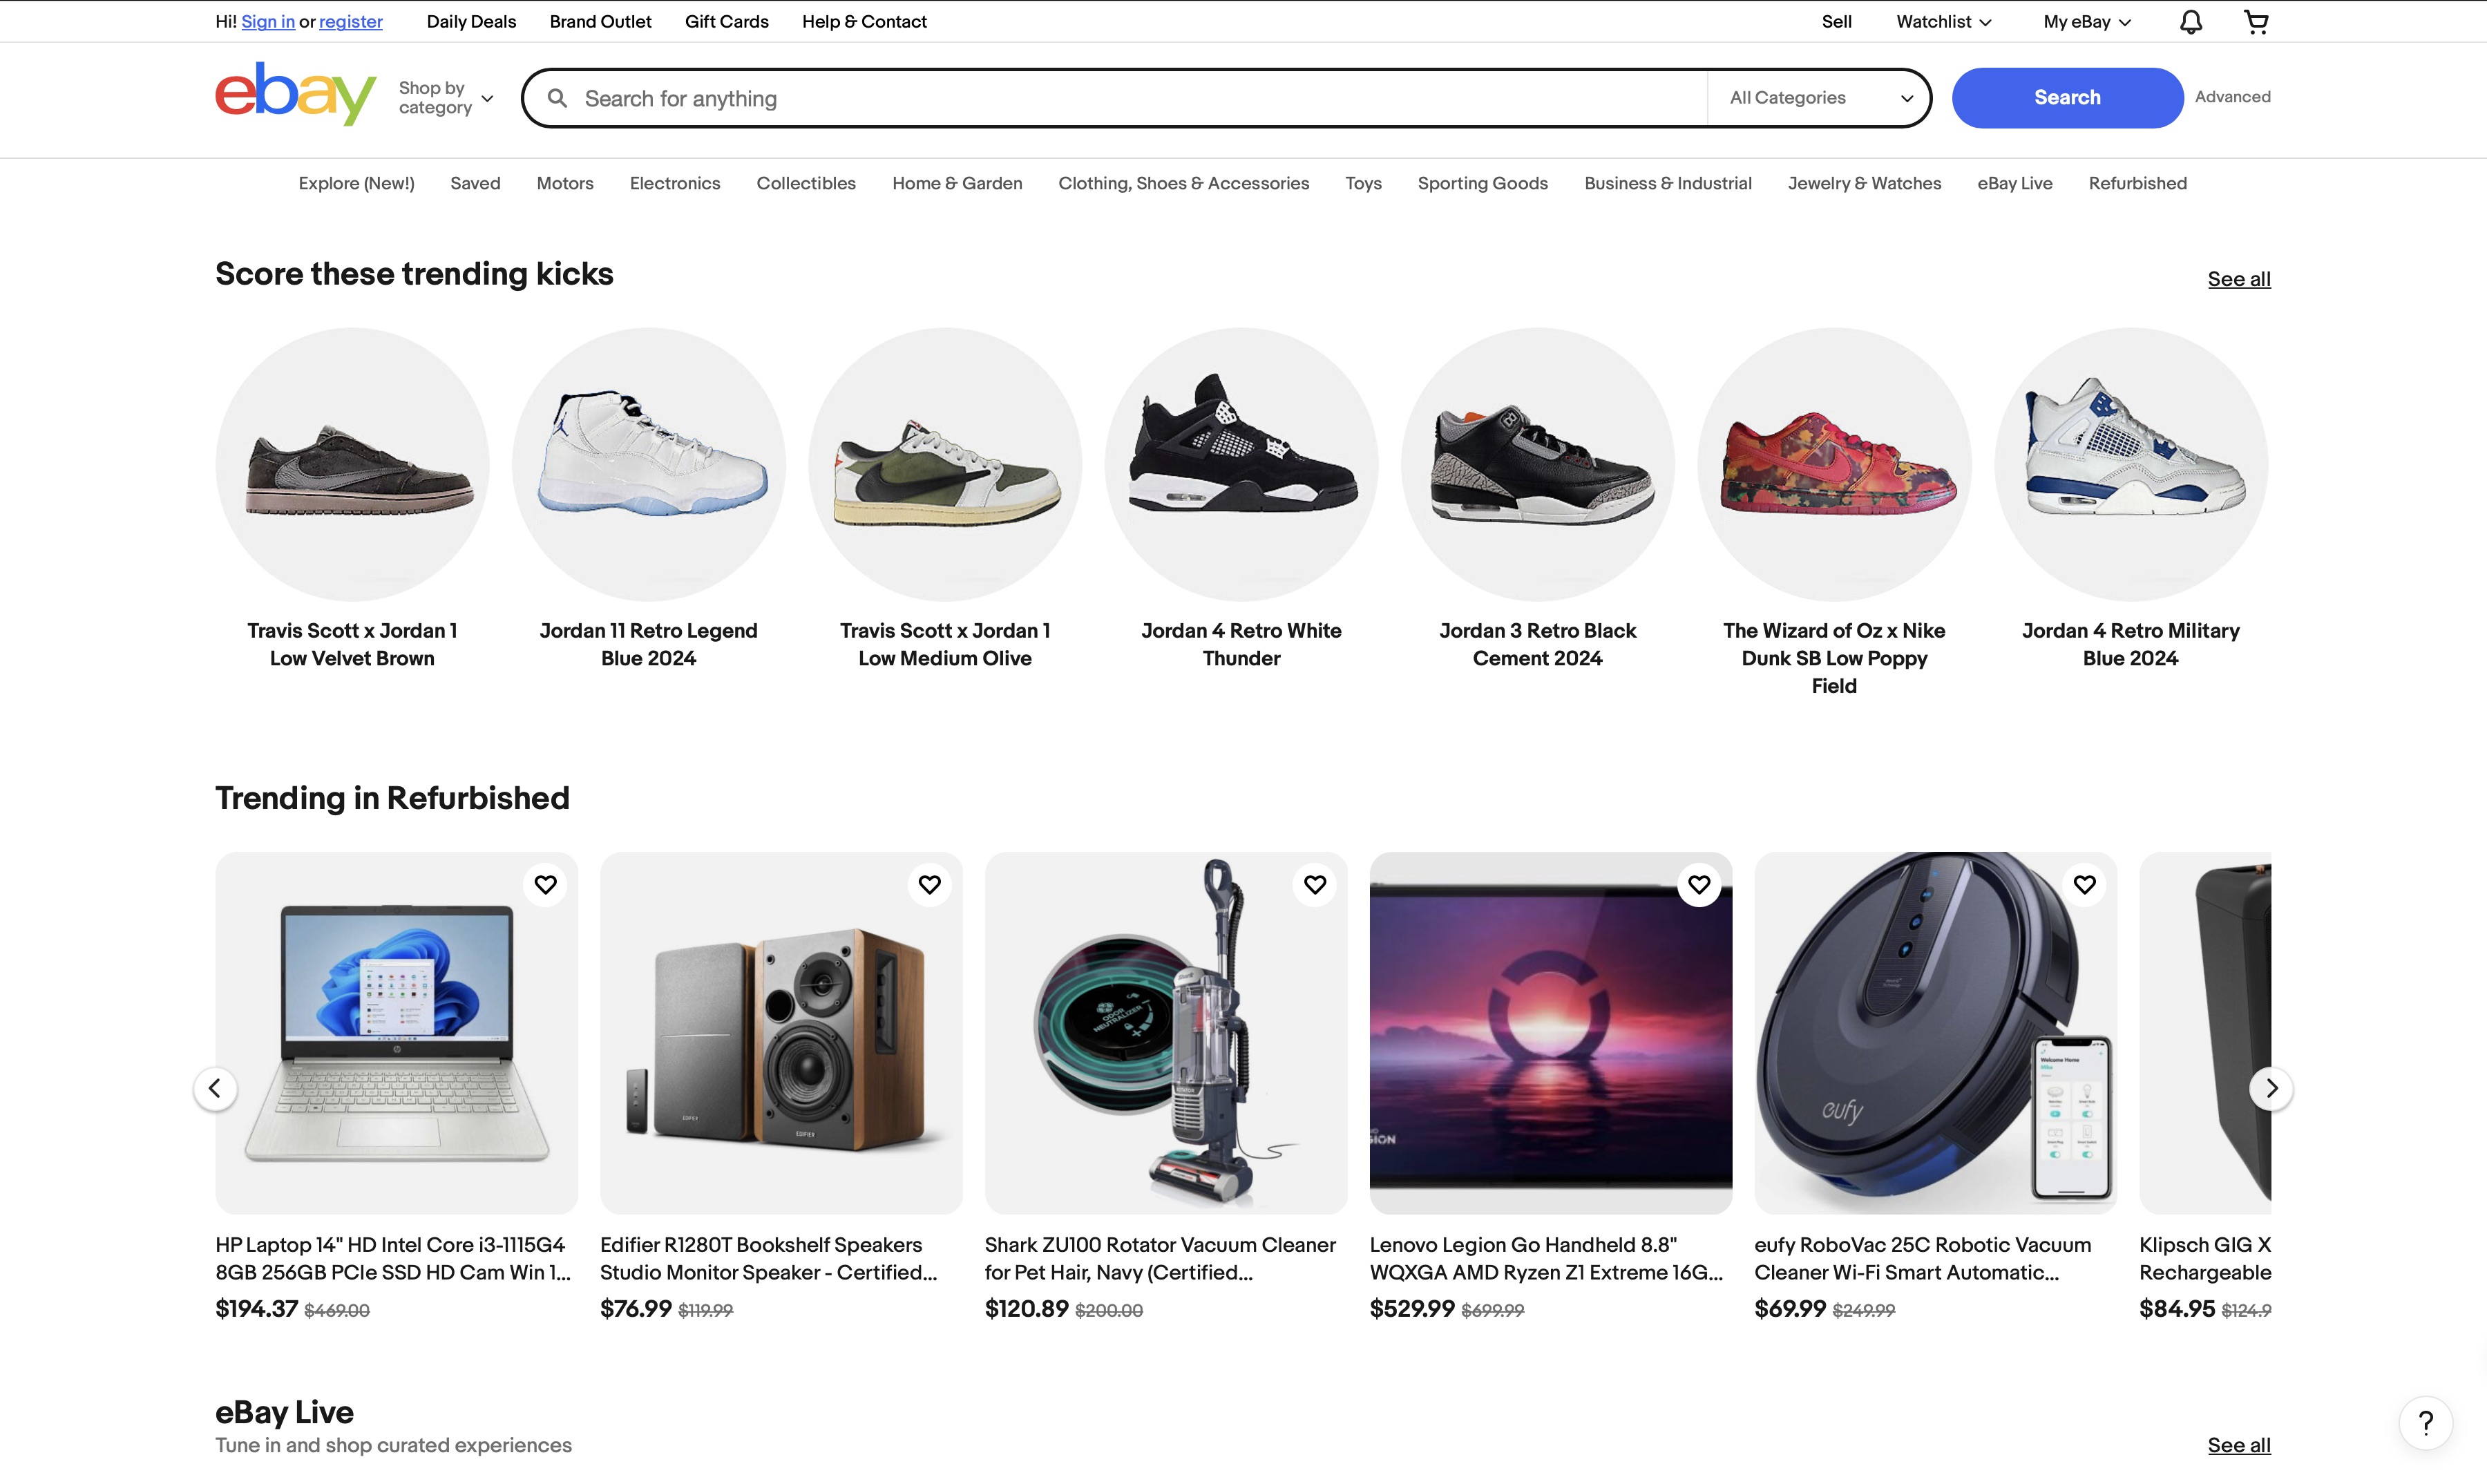 Hi! Sign in or register
Daily Deals
Brand Outlet
Gift Cards
Help & Contact
Sell
Watchlist
My eBay
ebay
Shop by
category
Search for anything
All Categories
Search
Advanced
Explore (New!)
Saved
Motors
Electronics
Collectibles
Home & Garden
Clothing, Shoes & Accessories
Toys
Sporting Goods
Business & Industrial
Jewelry & Watches
eBay Live
Refurbished
Score these trending kicks
See all
Travis Scott x Jordan 1
Low Velvet Brown
Jordan 11 Retro Legend
Blue 2024
Travis Scott x Jordan 1
Low Medium Olive
Jordan 4 Retro White
Thunder
Jordan 3 Retro Black
Cement 2024
The Wizard of Oz x Nike
Dunk SB Low Poppy
Field
Jordan 4 Retro Military
Blue 2024
Trending in Refurbished
EDIFIER
EDIFIER
ODOR
NEUTRALIZER
Shark
GION
eufy
Welcome Home
HP Laptop 14" HD Intel Core i3-1115G4
8GB 256GB PCIe SSD HD Cam Win 1...
$194.37 $469.00
Edifier R1280T Bookshelf Speakers
Studio Monitor Speaker - Certified...
$76.99 $119.99
Shark ZU100 Rotator Vacuum Cleaner
for Pet Hair, Navy (Certified...
$120.89 $200.00
Lenovo Legion Go Handheld 8.8"
WQXGA AMD Ryzen Z1 Extreme 16G...
$529.99 $699.99
eufy RoboVac 25C Robotic Vacuum
Cleaner Wi-Fi Smart Automatic...
$69.99 $249.99
Klipsch GIG X
Rechargeable
$84.95 $124.9
eBay Live
Tune in and shop curated experiences
See all
?